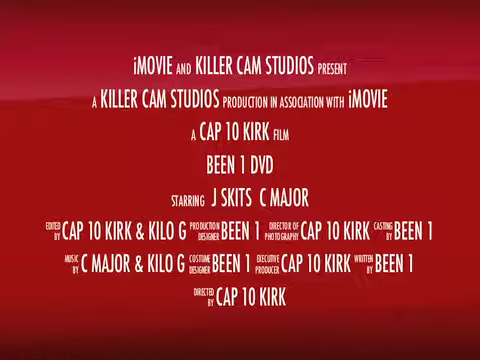 iMOVIE AND KILLER CAM STUDIOS PRESENT
A KILLER CAM STUDIOS PRODUCTION IN ASSOCIATION WITH iMOVIE
A CAP 10 KIRK FILM
BEEN 1 DVD
STARRING J SKITS C MAJOR
EDITED BY CAP 10 KIRK & KILO G PRODUCTION DESIGNER BEEN 1 DIRECTOR OF PHOTOGRAPHY CAP 10 KIRK CASTING BY BEEN 1
MUSIC BY C MAJOR & KILO G COSTUME DESIGNER BEEN 1 EXECUTIVE PRODUCER CAP 10 KIRK WRITTEN BY BEEN 1
DIRECTED BY CAP 10 KIRK